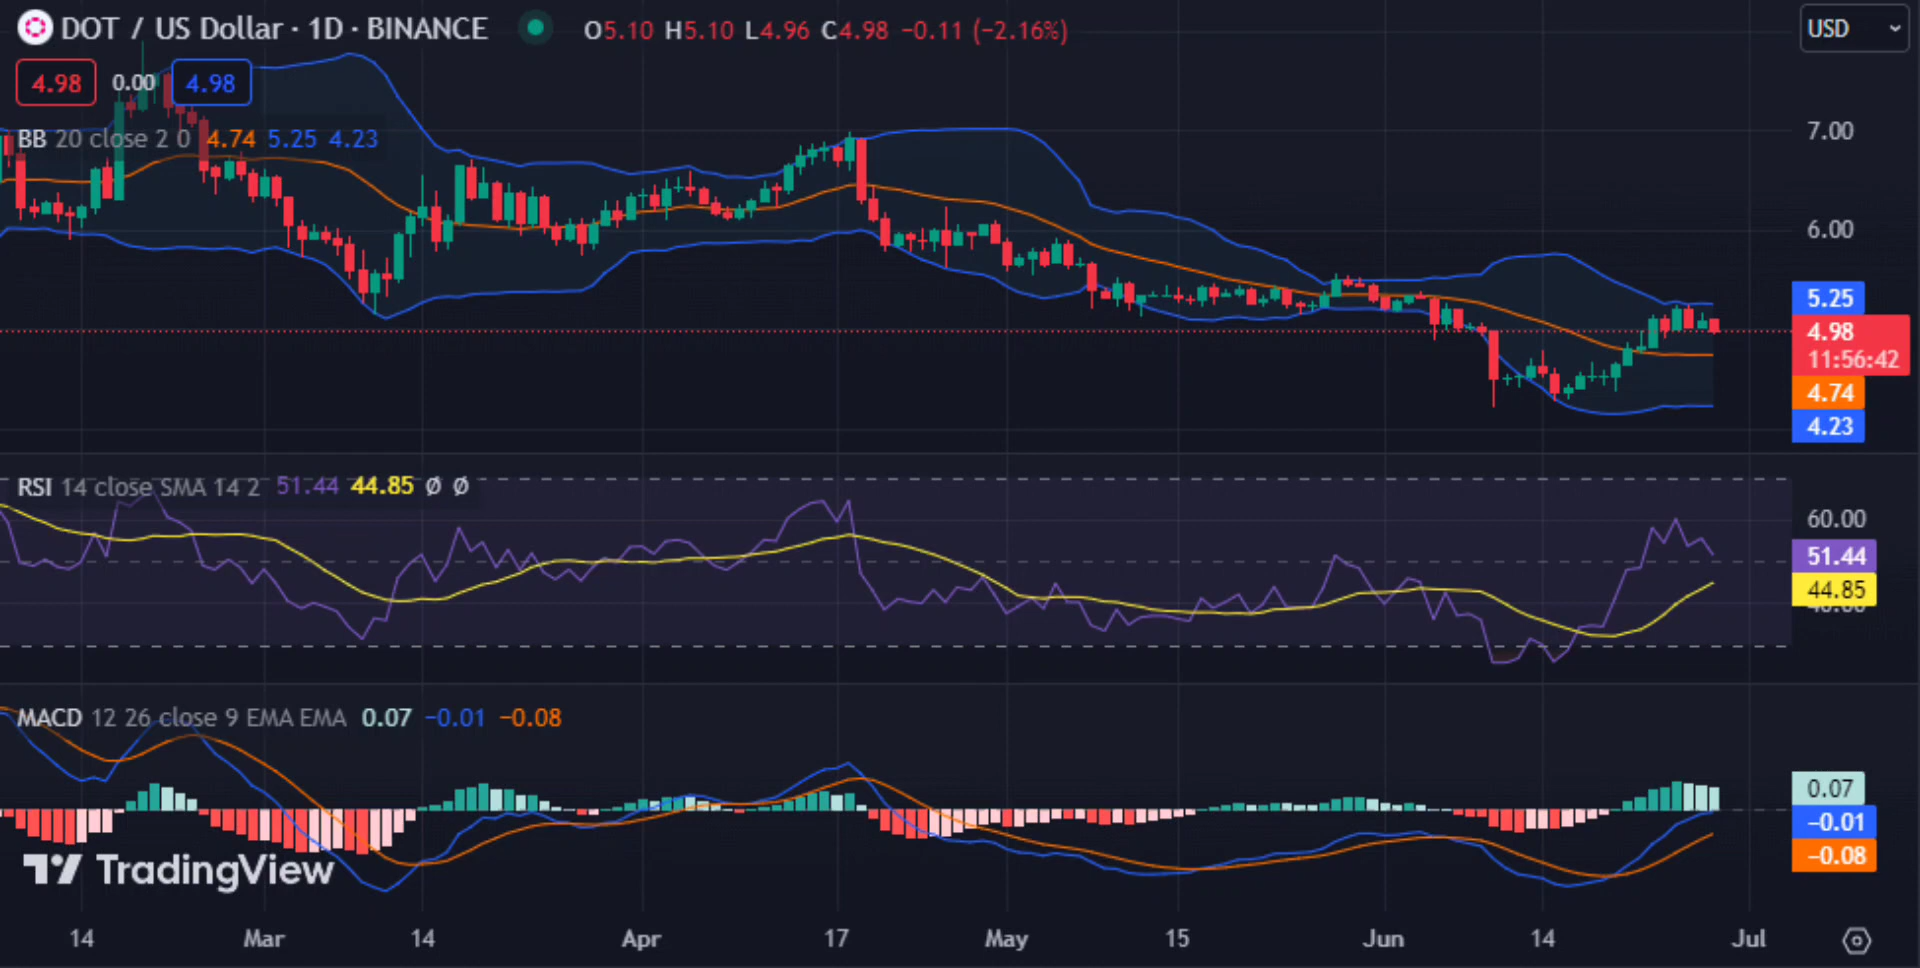 DOT / US Dollar · 1D · BINANCE O5.10 H5.10 L4.96 C4.98 −0.11 (−2.16%) USD
4.98 0.00 4.98
7.00
BB 20 close 2 0 4.74 5.25 4.23
6.00
5.25
4.98
11:56:42
4.74
4.23
RSI 14 close SMA 14 2 51.44 44.85 Ø Ø
60.00
51.44
44.85
40.00
MACD 12 26 close 9 EMA EMA 0.07 −0.01 −0.08
0.07
−0.01
−0.08
TradingView
14 Mar 14 Apr 17 May 15 Jun 14 Jul